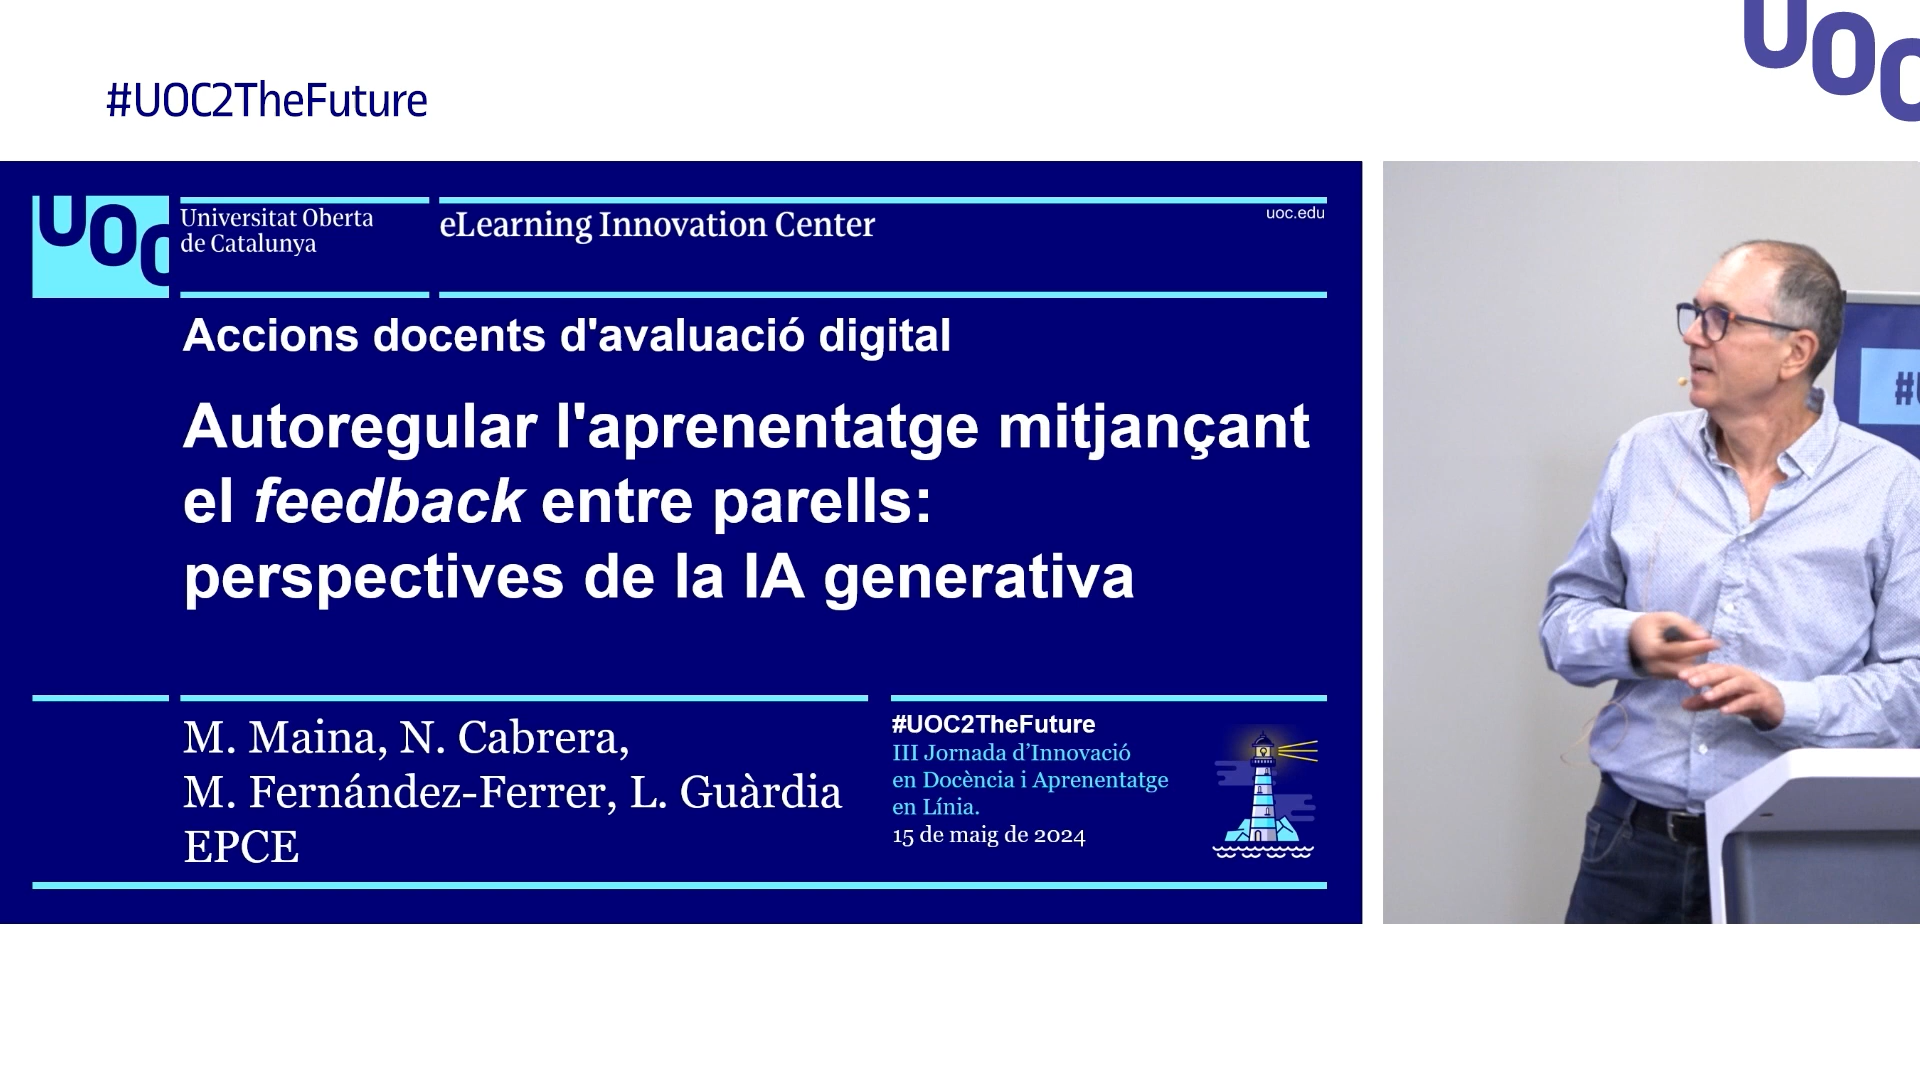 #UOC2TheFuture
UOC
UOC
Universitat Oberta
de Catalunya
eLearning Innovation Center
uoc.edu
Accions docents d'avaluació digital
Autoregular l'aprenentatge mitjançant
el feedback entre parells:
perspectives de la IA generativa
M. Maina, N. Cabrera,
M. Fernández-Ferrer, L. Guàrdia
EPCE
#UOC2TheFuture
III Jornada d’Innovació
en Docència i Aprenentatge
en Línia.
15 de maig de 2024